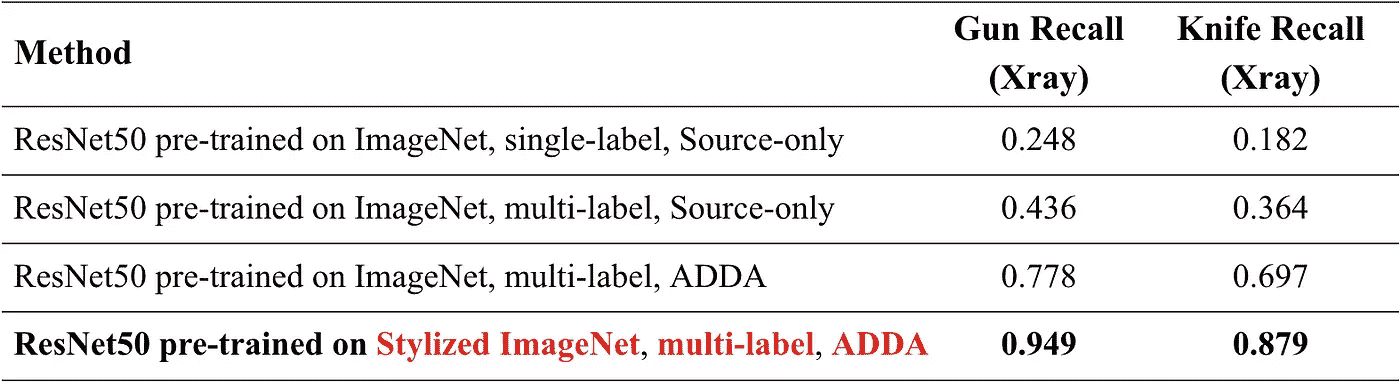 Method Gun Recall (Xray) Knife Recall (Xray)
ResNet50 pre-trained on ImageNet, single-label, Source-only 0.248 0.182
ResNet50 pre-trained on ImageNet, multi-label, Source-only 0.436 0.364
ResNet50 pre-trained on ImageNet, multi-label, ADDA 0.778 0.697
ResNet50 pre-trained on Stylized ImageNet, multi-label, ADDA 0.949 0.879